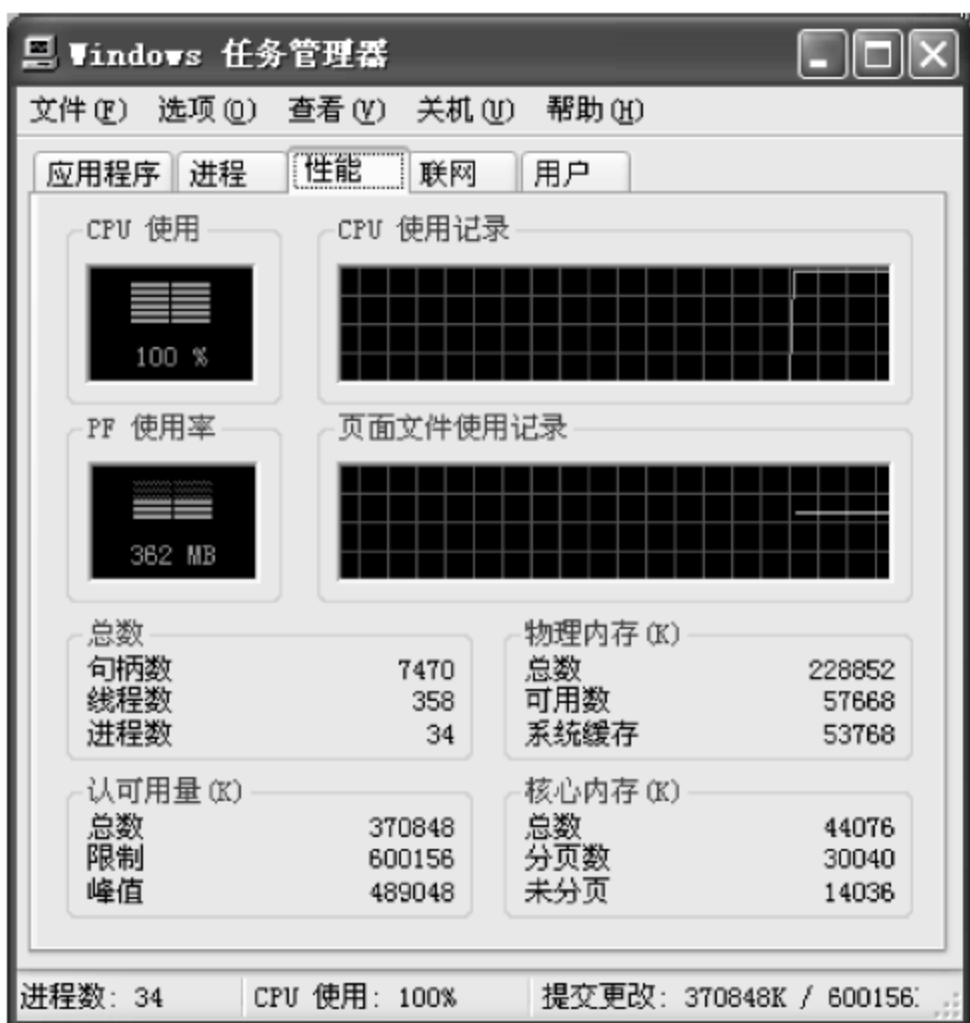 Windows 任务管理器
文件(F) 选项(O) 查看(V) 关机(U) 帮助(H)
应用程序 进程 性能 联网 用户
CPU 使用 CPU 使用记录
100 %
PF 使用率 页面文件使用记录
362 MB
总数 物理内存(K)
句柄数 7470 总数 228852
线程数 358 可用数 57668
进程数 34 系统缓存 53768
认可用量(K) 核心内存(K)
总数 370848 总数 44076
限制 600156 分页数 30040
峰值 489048 未分页 14036
进程数: 34 CPU 使用: 100% 提交更改: 370848K / 600156